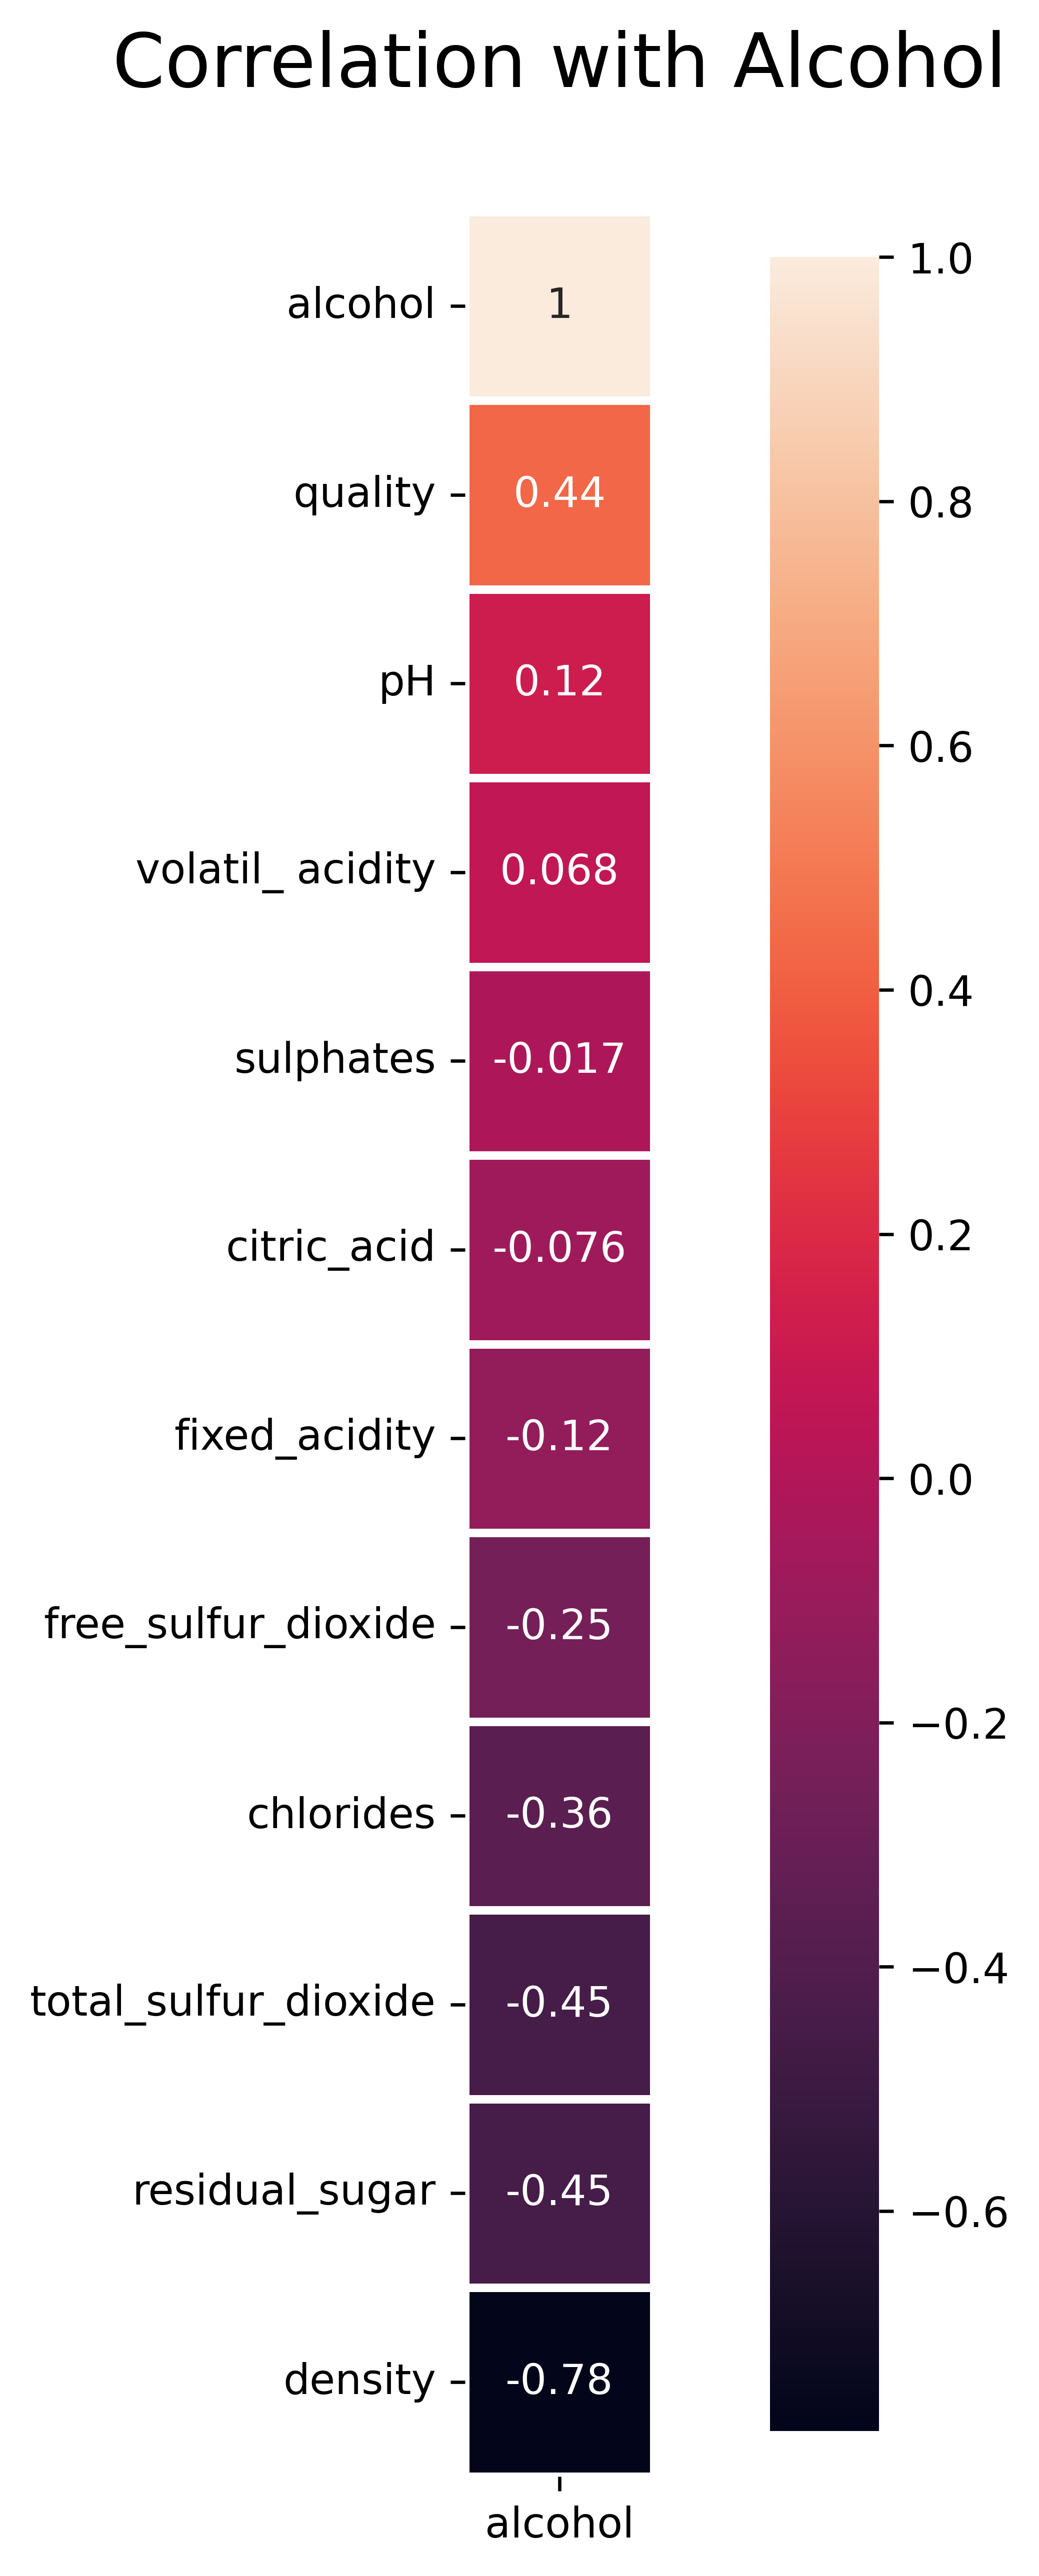 Correlation with Alcohol
alcohol 1
quality 0.44
pH 0.12
volatil_ acidity 0.068
sulphates -0.017
citric_acid -0.076
fixed_acidity -0.12
free_sulfur_dioxide -0.25
chlorides -0.36
total_sulfur_dioxide -0.45
residual_sugar -0.45
density -0.78
alcohol
1.0
0.8
0.6
0.4
0.2
0.0
−0.2
−0.4
−0.6